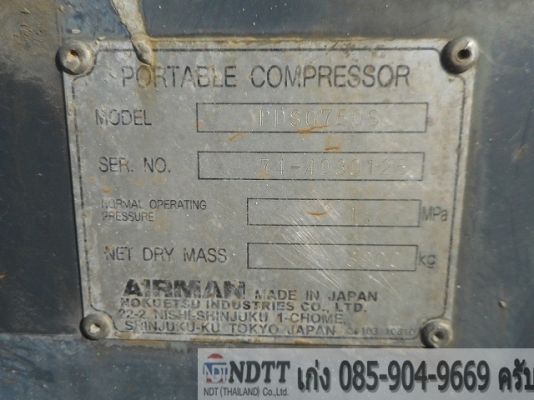 PORTABLE COMPRESSOR
MODEL PDS675DS
SER. NO.
NORMAL OPERATING PRESSURE MPa
NET DRY MASS kg
AIRMAN MADE IN JAPAN
HOKUETSU INDUSTRIES CO., LTD.
22-2, NISHI-SHINJUKU 1-CHOME,
SHINJUKU-KU TOKYO JAPAN
NDT NDTT เก่ง 085-904-9669 ครับ
NDT (THAILAND) Co.,Ltd.